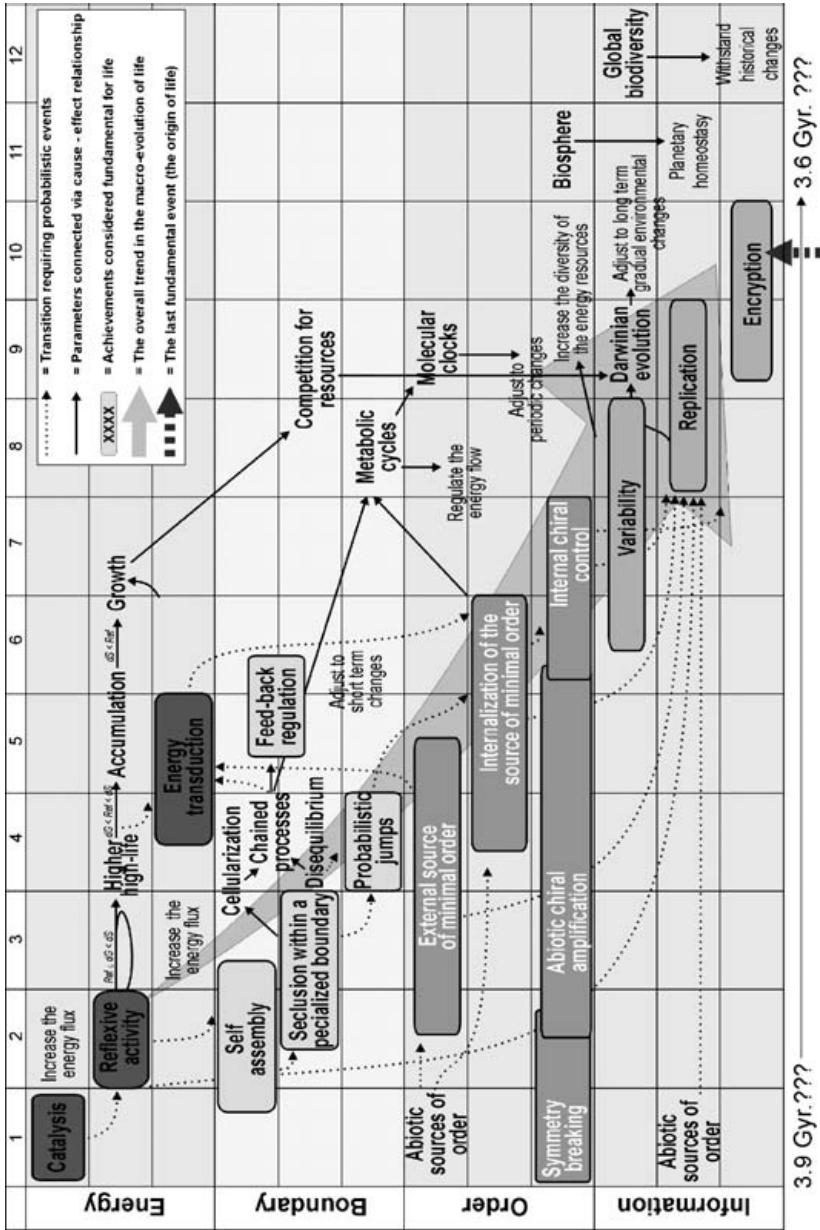 1
2
3
4
5
6
7
8
9
10
11
12
= Transition requiring probabilistic events
= Parameters connected via cause - effect relationship
XXXX
= Achievements considered fundamental for life
= The overall trend in the macro-evolution of life
= The last fundamental event (the origin of life)
Energy
Catalysis
Increase the
energy flux
Reflexive
activity
Increase the
energy flux
Higher
high-life
dG < Ref < dG
Accumulation
dS < Ref
Growth
Energy
transduction
Boundary
Self
assembly
Seclusion within a
pecialized boundary
Cellularization
Chained
processes
Disequilibrium
Feed-back
regulation
Probabilistic
jumps
Adjust to
short term
changes
Competition for
resources
Metabolic
cycles
Regulate the
energy flow
Molecular
clocks
Adjust to
periodic changes
Order
Abiotic
sources of
order
External source
of minimal order
Internalization of the
source of minimal order
Symmetry
breaking
Abiotic chiral
amplification
Internal chiral
control
Increase the diversity of
the energy resources
Biosphere
Planetary
homeostasy
Information
Abiotic
sources of
order
Variability
Darwinian
evolution
Adjust to long term
gradual environmental
changes
Replication
Encryption
Global
biodiversity
Withstand
historical
changes
3.9 Gyr.???
3.6 Gyr. ???